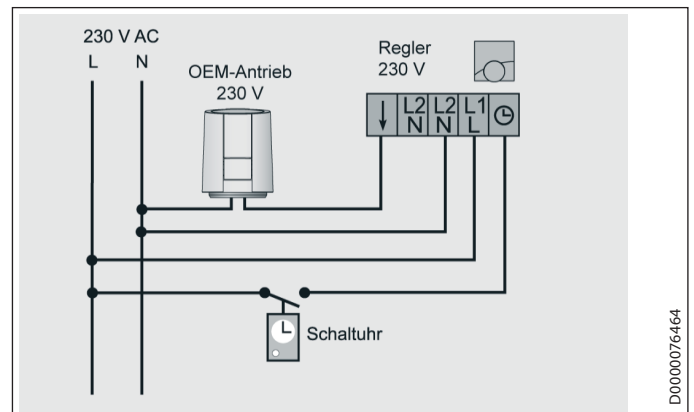 230 V AC
L N
OEM-Antrieb
230 V
Regler
230 V
↓ L2 L2 L1
N N L
Schaltuhr
D0000076464